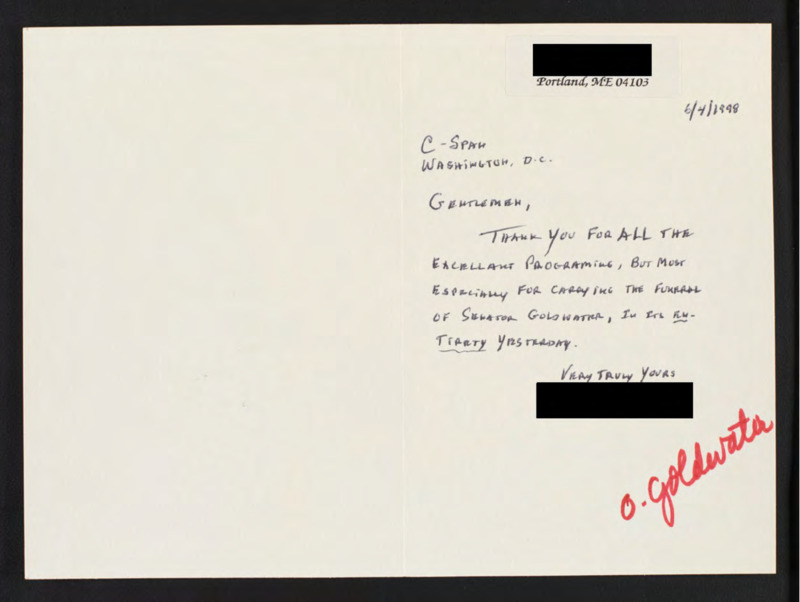 Portland, ME 04103
6/4/1998
C-SPAN
WASHINGTON, D.C.
GENTLEMEN,
THANK YOU FOR ALL THE
EXCELLANT PROGRAMING, BUT MOST
ESPECIALLY FOR CARRYING THE FUNERAL
OF SENATOR GOLDWATER, IN ITS EN-
TIRETY YESTERDAY.
VERY TRULY YOURS
O. Goldwater